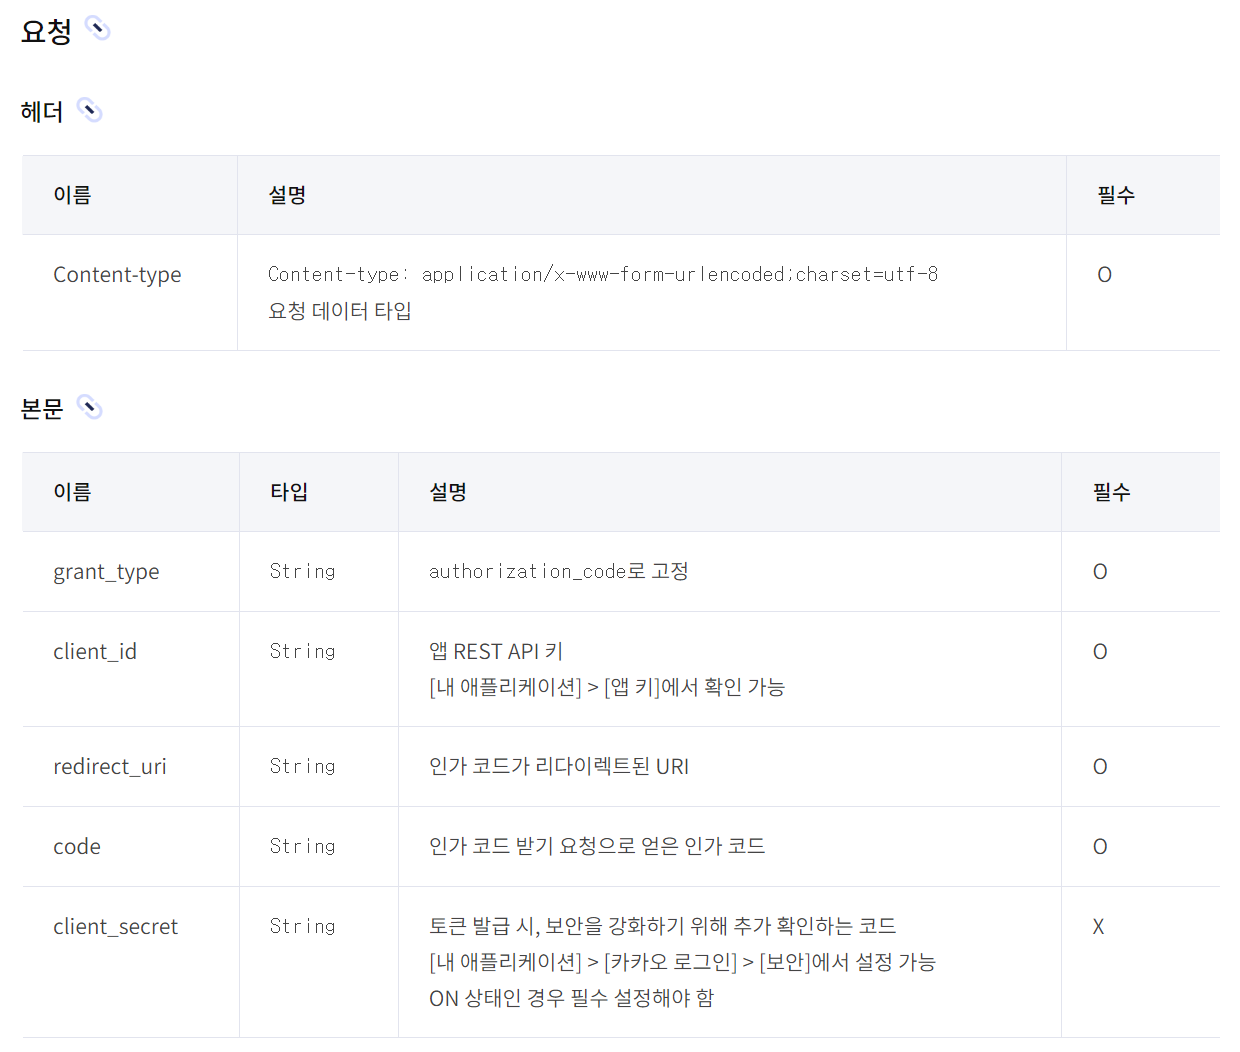 요청
헤더
이름 설명 필수
Content-type Content-type: application/x-www-form-urlencoded;charset=utf-8 O
요청 데이터 타입
본문
이름 타입 설명 필수
grant_type String authorization_code로 고정 O
client_id String 앱 REST API 키 O
[내 애플리케이션] > [앱 키]에서 확인 가능
redirect_uri String 인가 코드가 리다이렉트된 URI O
code String 인가 코드 받기 요청으로 얻은 인가 코드 O
client_secret String 토큰 발급 시, 보안을 강화하기 위해 추가 확인하는 코드 X
[내 애플리케이션] > [카카오 로그인] > [보안]에서 설정 가능
ON 상태인 경우 필수 설정해야 함